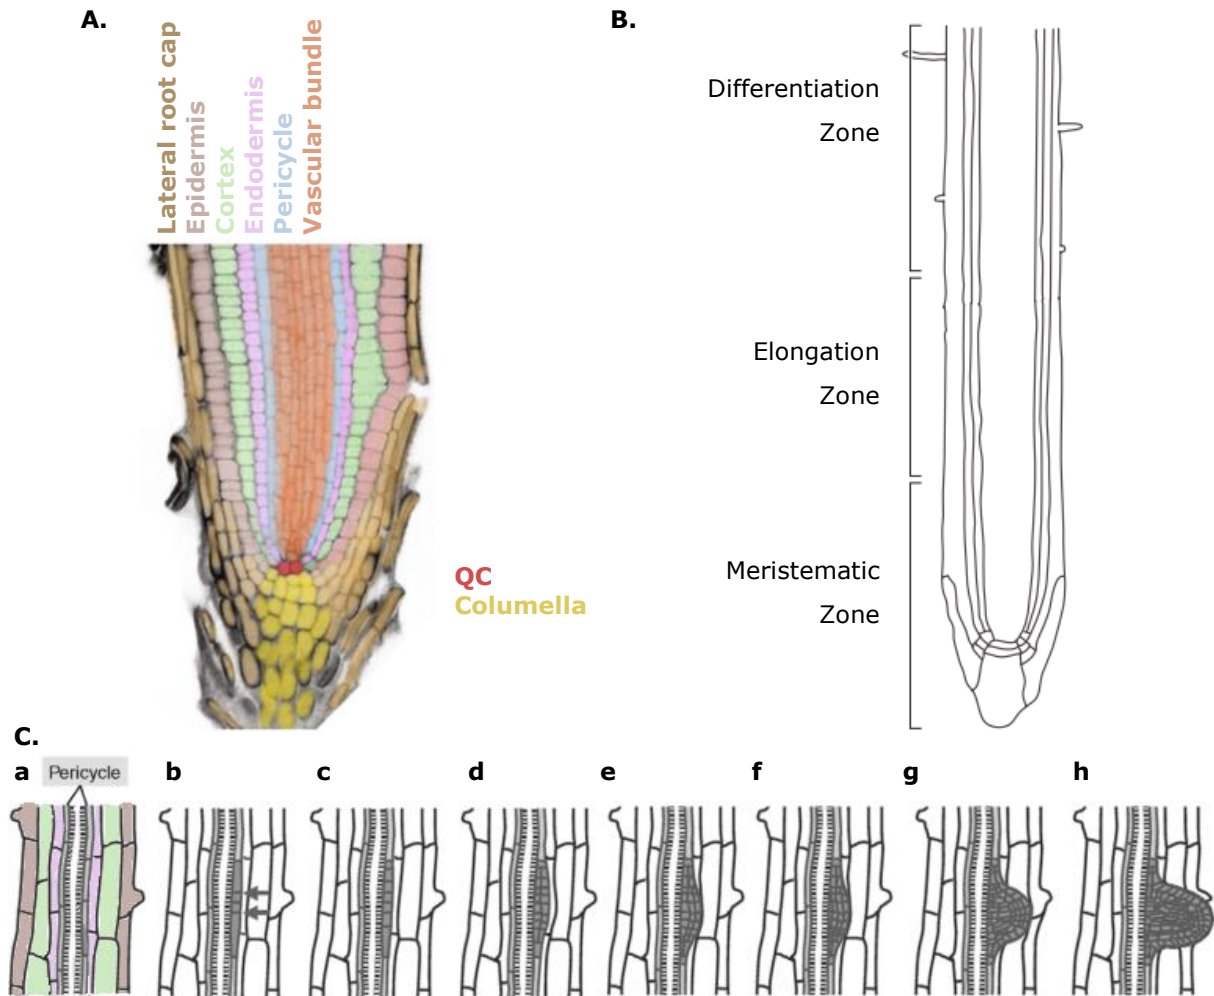 A.
B.
Lateral root cap
Epidermis
Cortex
Endodermis
Pericycle
Vascular bundle
Differentiation
Zone
Elongation
Zone
Meristematic
Zone
QC
Columella
C.
a
Pericycle
b
c
d
e
f
g
h